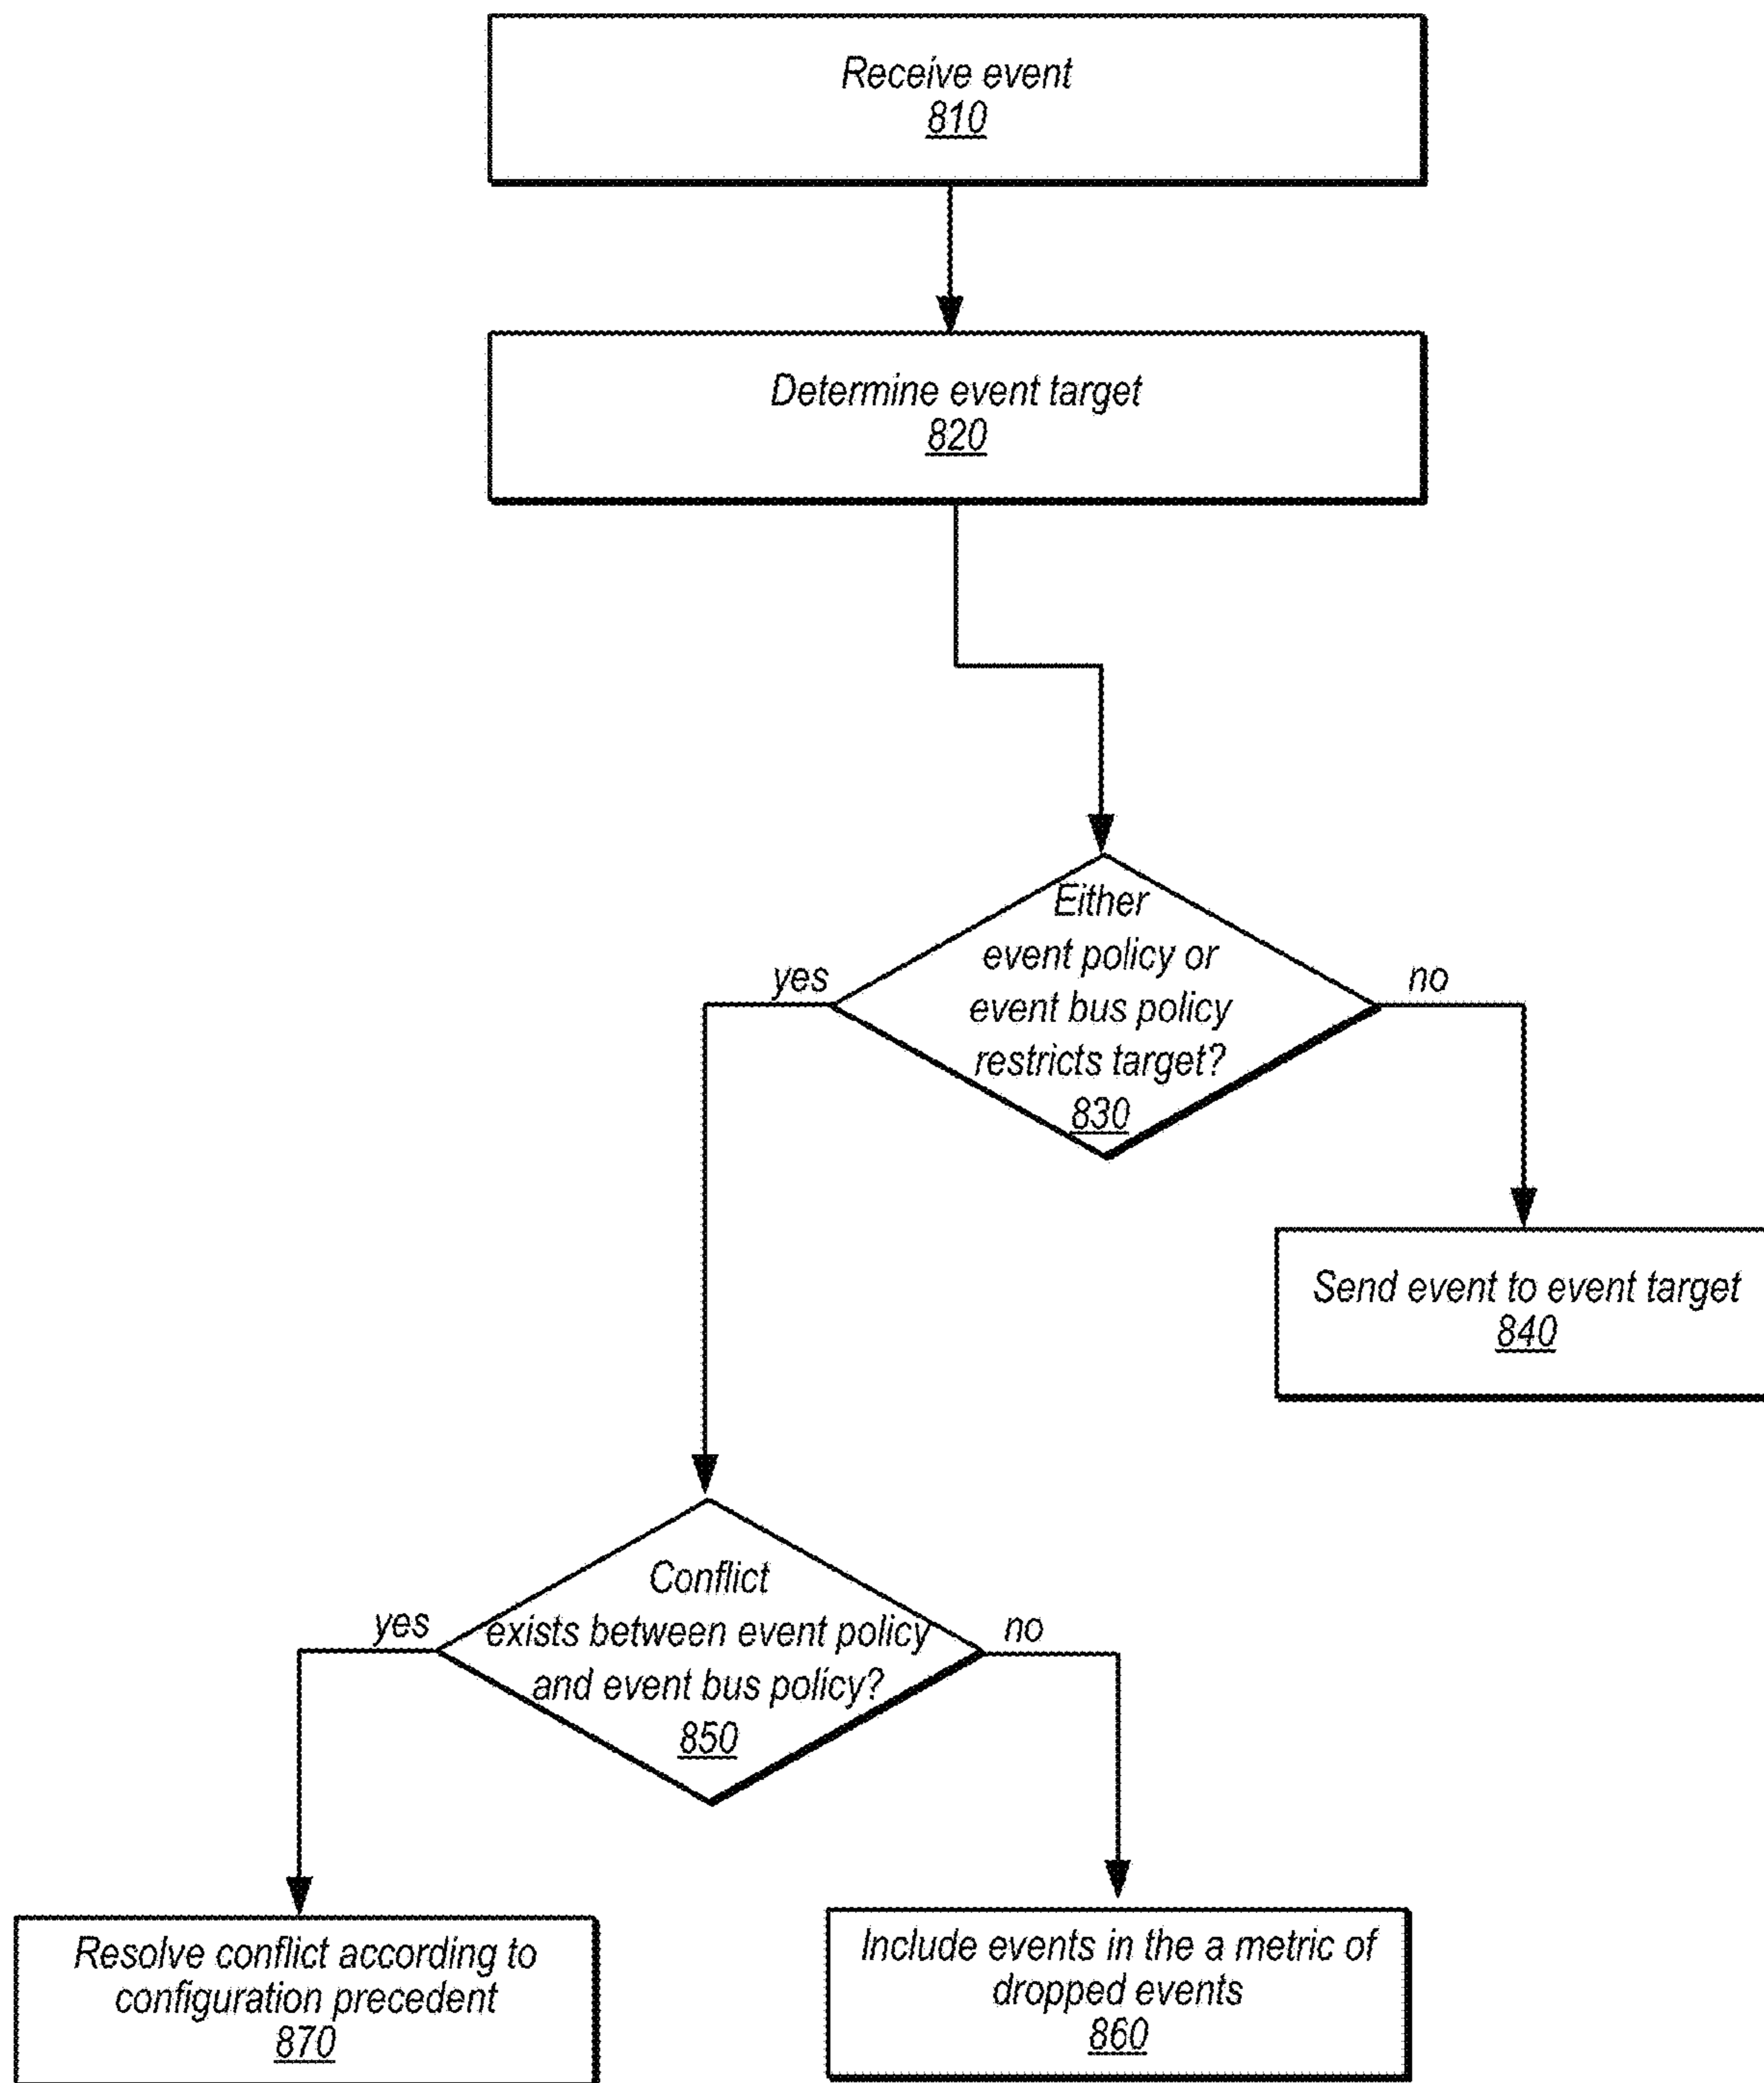 Receive event
810
Determine event target
820
Either
event policy or
event bus policy
restricts target?
830
yes
no
Send event to event target
840
Conflict
exists between event policy
and event bus policy?
850
yes
no
Resolve conflict according to
configuration precedent
870
Include events in the a metric of
dropped events
860